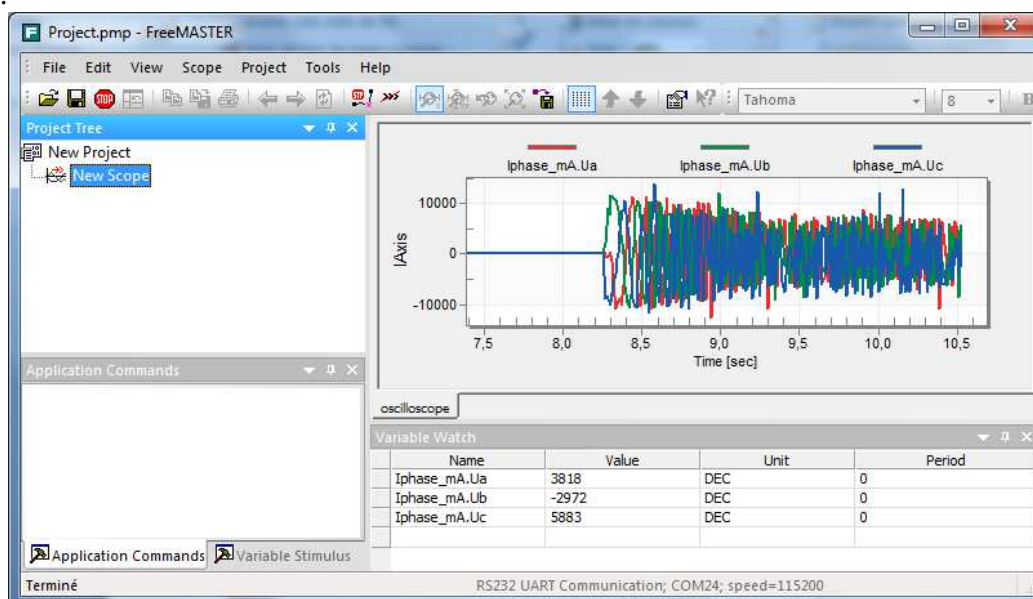 Project.pmp - FreeMASTER
File Edit View Scope Project Tools Help
Tahoma 8
Project Tree
New Project
New Scope
Iphase_mA.Ua Iphase_mA.Ub Iphase_mA.Uc
10000
0
-10000
IAxis
7,5 8,0 8,5 9,0 9,5 10,0 10,5
Time [sec]
Application Commands
oscilloscope
Variable Watch
Name Value Unit Period
Iphase_mA.Ua 3818 DEC 0
Iphase_mA.Ub -2972 DEC 0
Iphase_mA.Uc 5883 DEC 0
Application Commands Variable Stimulus
Terminé RS232 UART Communication; COM24; speed=115200